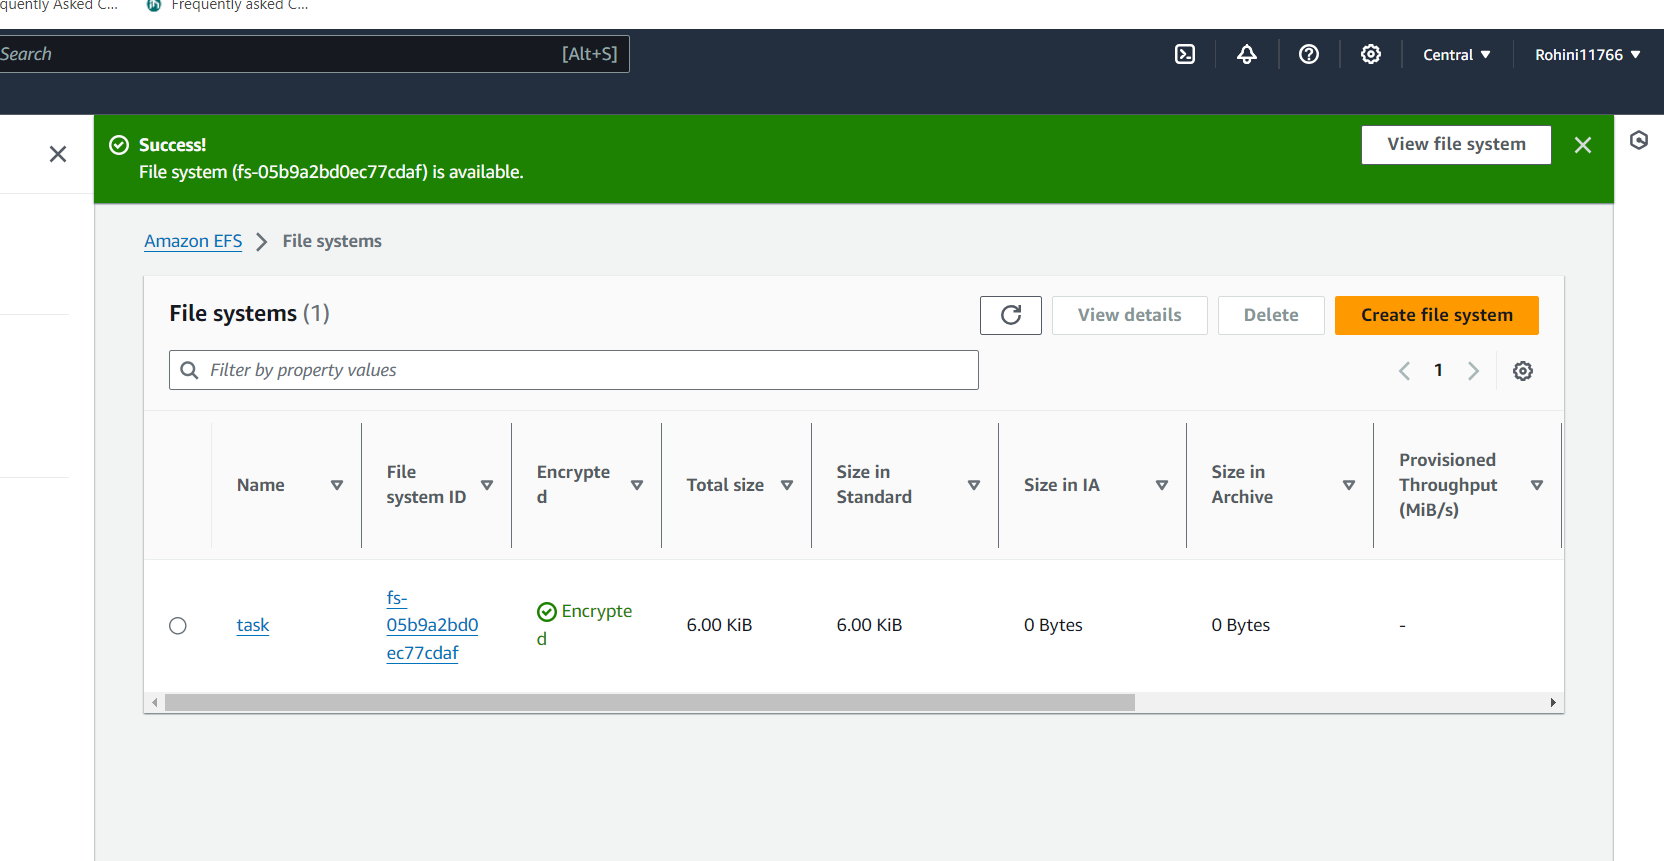 quently Asked C...
Frequently asked C...
Search
[Alt+S]
Central
Rohini11766
Success!
File system (fs-05b9a2bd0ec77cdaf) is available.
View file system
Amazon EFS
File systems
File systems (1)
View details
Delete
Create file system
Filter by property values
1
Name
File
system ID
Encrypte
d
Total size
Size in
Standard
Size in IA
Size in
Archive
Provisioned
Throughput
(MiB/s)
task
fs-
05b9a2bd0
ec77cdaf
Encrypte
d
6.00 KiB
6.00 KiB
0 Bytes
0 Bytes
-